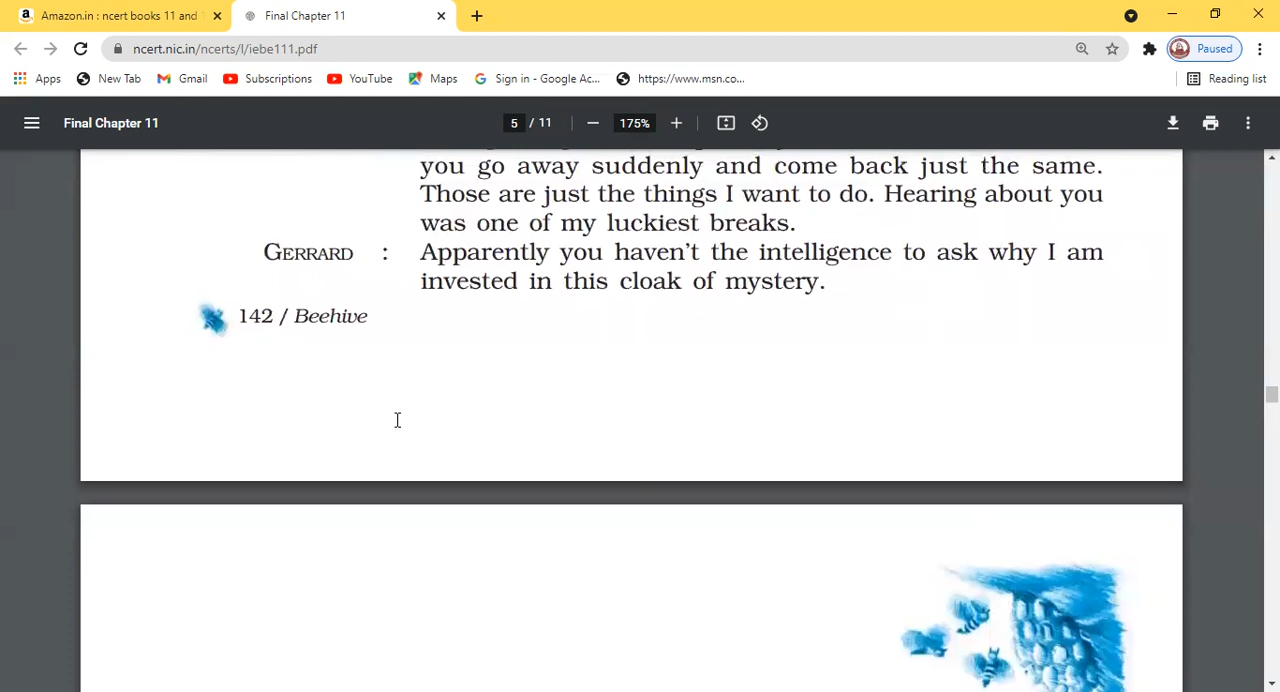 Amazon.in : ncert books 11 and
Final Chapter 11
ncert.nic.in/ncerts/l/iebe111.pdf
Paused
Apps
New Tab
Gmail
Subscriptions
YouTube
Maps
Sign in - Google Ac...
https://www.msn.co...
Reading list
Final Chapter 11
5 / 11
175%
you go away suddenly and come back just the same.
Those are just the things I want to do. Hearing about you
was one of my luckiest breaks.
GERRARD : Apparently you haven't the intelligence to ask why I am
invested in this cloak of mystery.
142 / Beehive